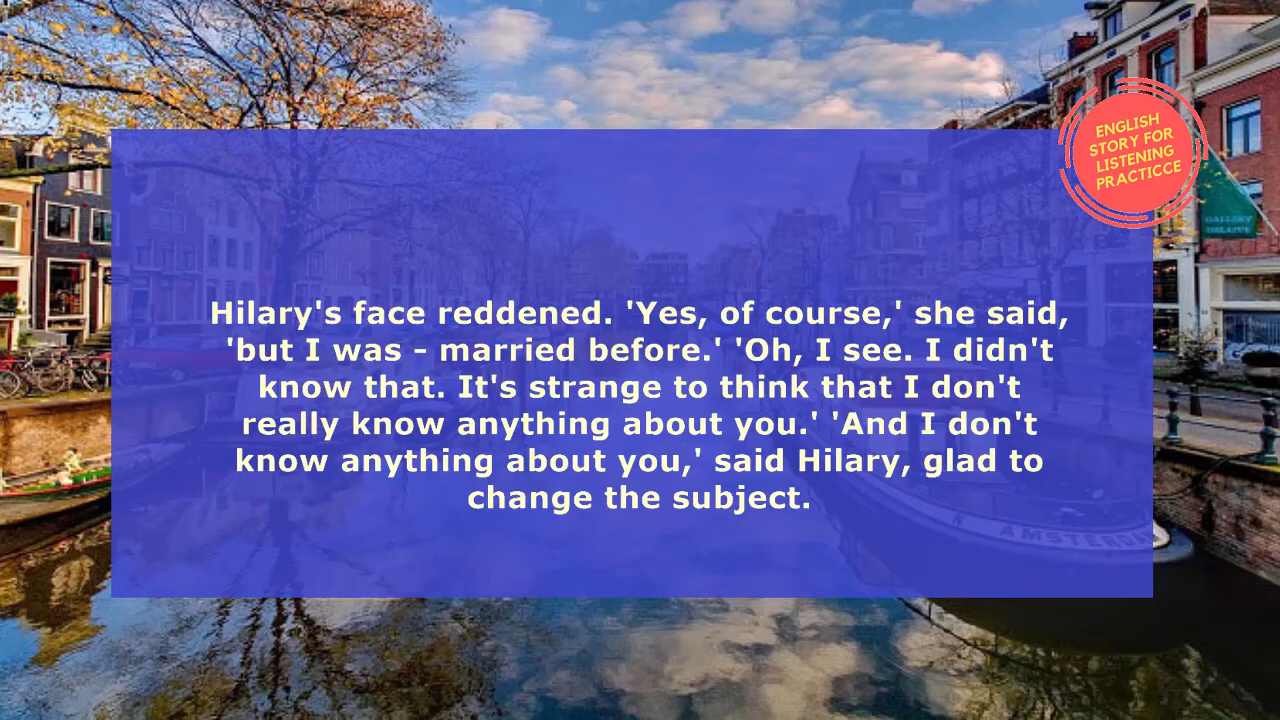 ENGLISH
STORY FOR
LISTENING
PRACTICCE
Hilary's face reddened. 'Yes, of course,' she said,
'but I was - married before.' 'Oh, I see. I didn't
know that. It's strange to think that I don't
really know anything about you.' 'And I don't
know anything about you,' said Hilary, glad to
change the subject.
AMSTERDAM